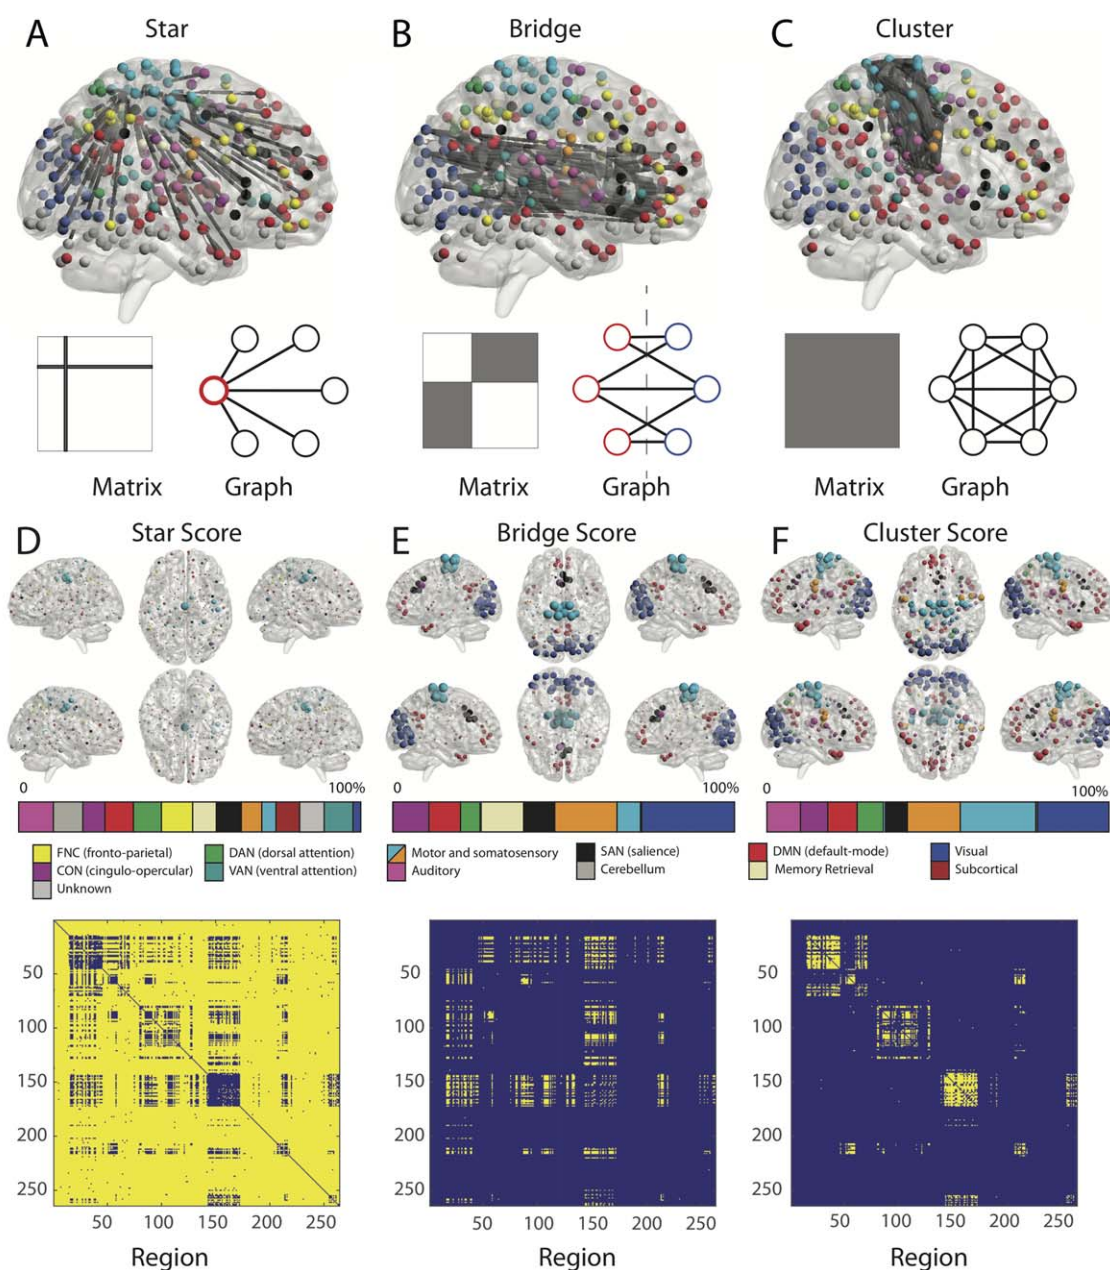 A Star B Bridge C Cluster
Matrix Graph Matrix Graph Matrix Graph
D Star Score E Bridge Score F Cluster Score
0 100% 0 100% 0 100%
FNC (fronto-parietal) DAN (dorsal attention) Motor and somatosensory SAN (salience) DMN (default-mode) Visual
CON (cingulo-opercular) VAN (ventral attention) Auditory Cerebellum Memory Retrieval Subcortical
Unknown
50 50 50
100 100 100
150 150 150
200 200 200
250 250 250
50 100 150 200 250 50 100 150 200 250 50 100 150 200 250
Region Region Region